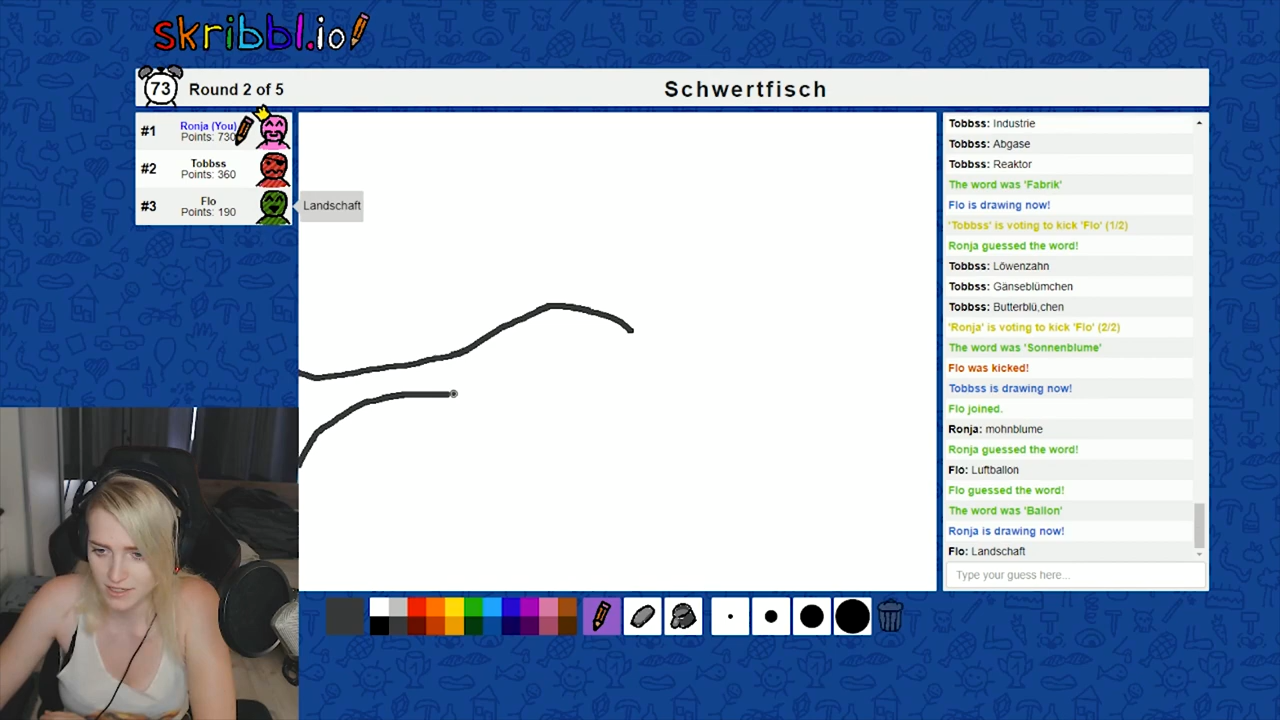 skribbl.io
73
Round 2 of 5
Schwertfisch
#1
Ronja (You)
Points: 730
#2
Tobbss
Points: 360
#3
Flo
Points: 190
Landschaft
Tobbss: Industrie
Tobbss: Abgase
Tobbss: Reaktor
The word was 'Fabrik'
Flo is drawing now!
'Tobbss' is voting to kick 'Flo' (1/2)
Ronja guessed the word!
Tobbss: Löwenzahn
Tobbss: Gänseblümchen
Tobbss: Butterblü,chen
'Ronja' is voting to kick 'Flo' (2/2)
The word was 'Sonnenblume'
Flo was kicked!
Tobbss is drawing now!
Flo joined.
Ronja: mohnblume
Ronja guessed the word!
Flo: Luftballon
Flo guessed the word!
The word was 'Ballon'
Ronja is drawing now!
Flo: Landschaft
Type your guess here...